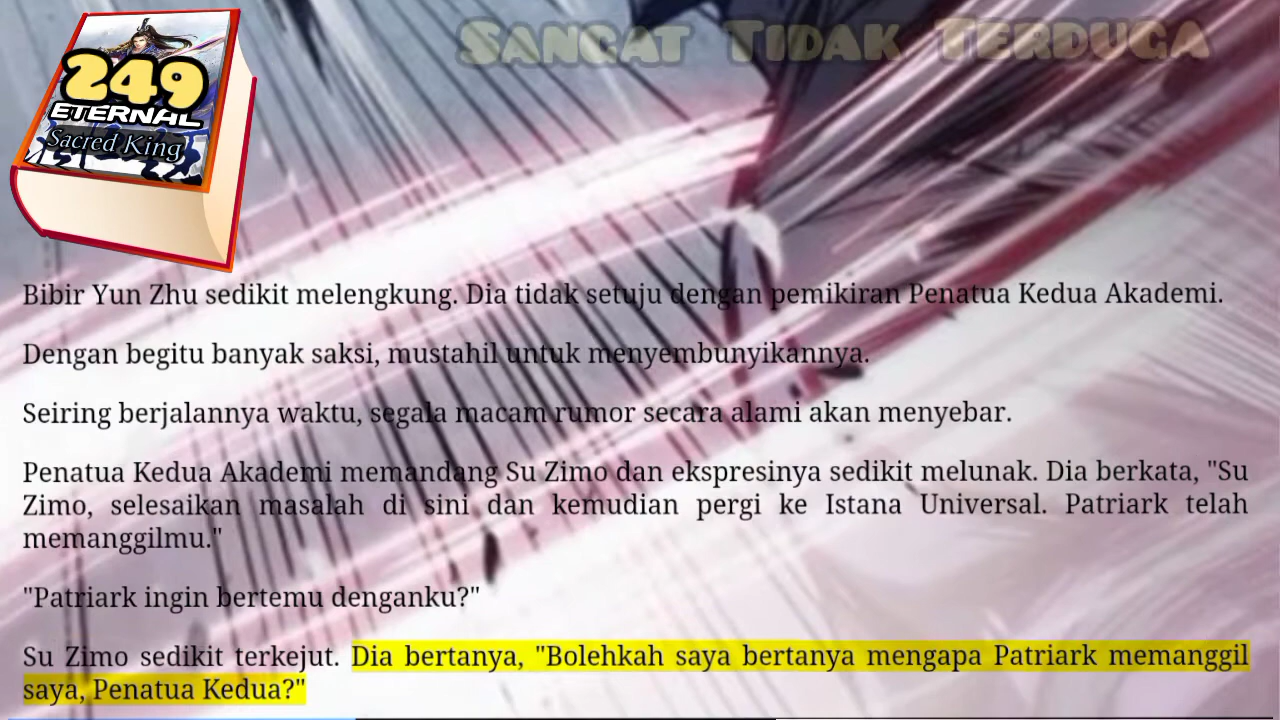 SANGAT TIDAK TERDUGA
249
ETERNAL
Sacred King
Bibir Yun Zhu sedikit melengkung. Dia tidak setuju dengan pemikiran Penatua Kedua Akademi.
Dengan begitu banyak saksi, mustahil untuk menyembunyikannya.
Seiring berjalannya waktu, segala macam rumor secara alami akan menyebar.
Penatua Kedua Akademi memandang Su Zimo dan ekspresinya sedikit melunak. Dia berkata, "Su
Zimo, selesaikan masalah di sini dan kemudian pergi ke Istana Universal. Patriark telah
memanggilmu."
"Patriark ingin bertemu denganku?"
Su Zimo sedikit terkejut. Dia bertanya, "Bolehkah saya bertanya mengapa Patriark memanggil
saya, Penatua Kedua?"